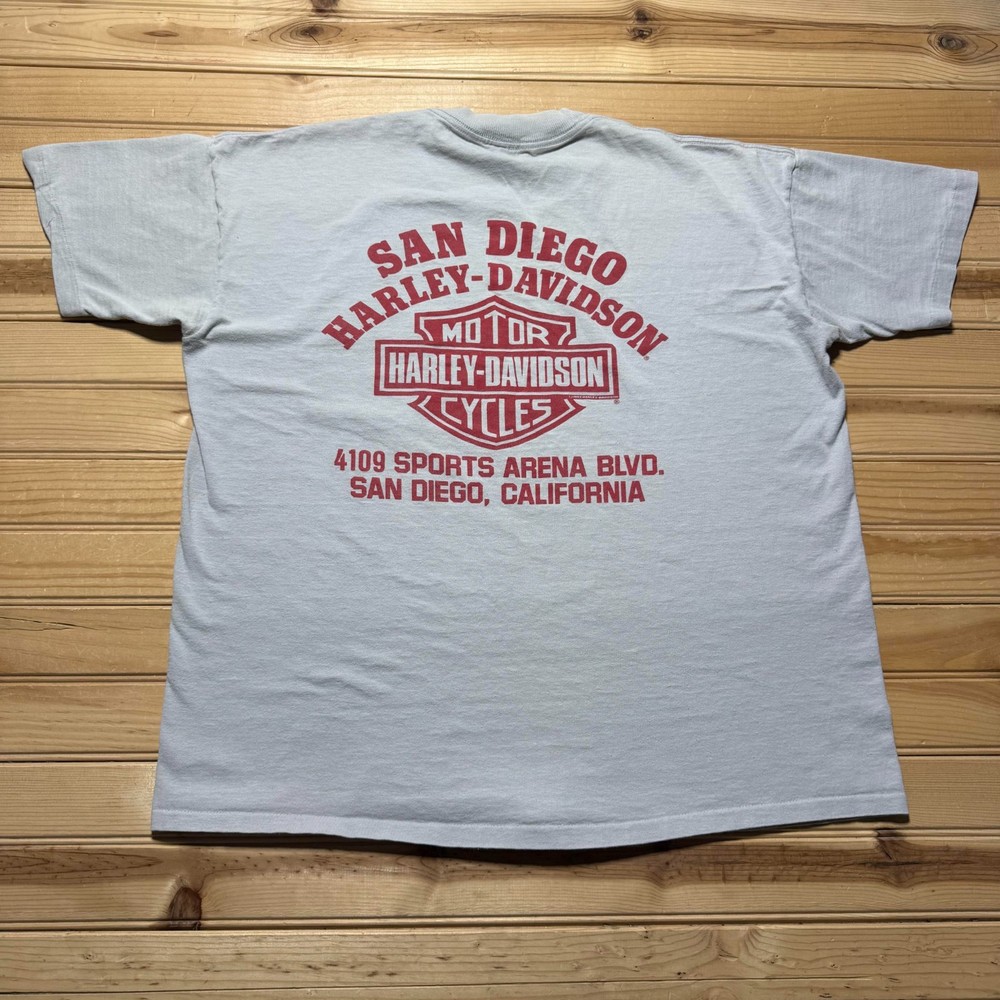 SAN DIEGO
HARLEY-DAVIDSON
MOTOR
HARLEY-DAVIDSON
CYCLES
4109 SPORTS ARENA BLVD.
SAN DIEGO, CALIFORNIA